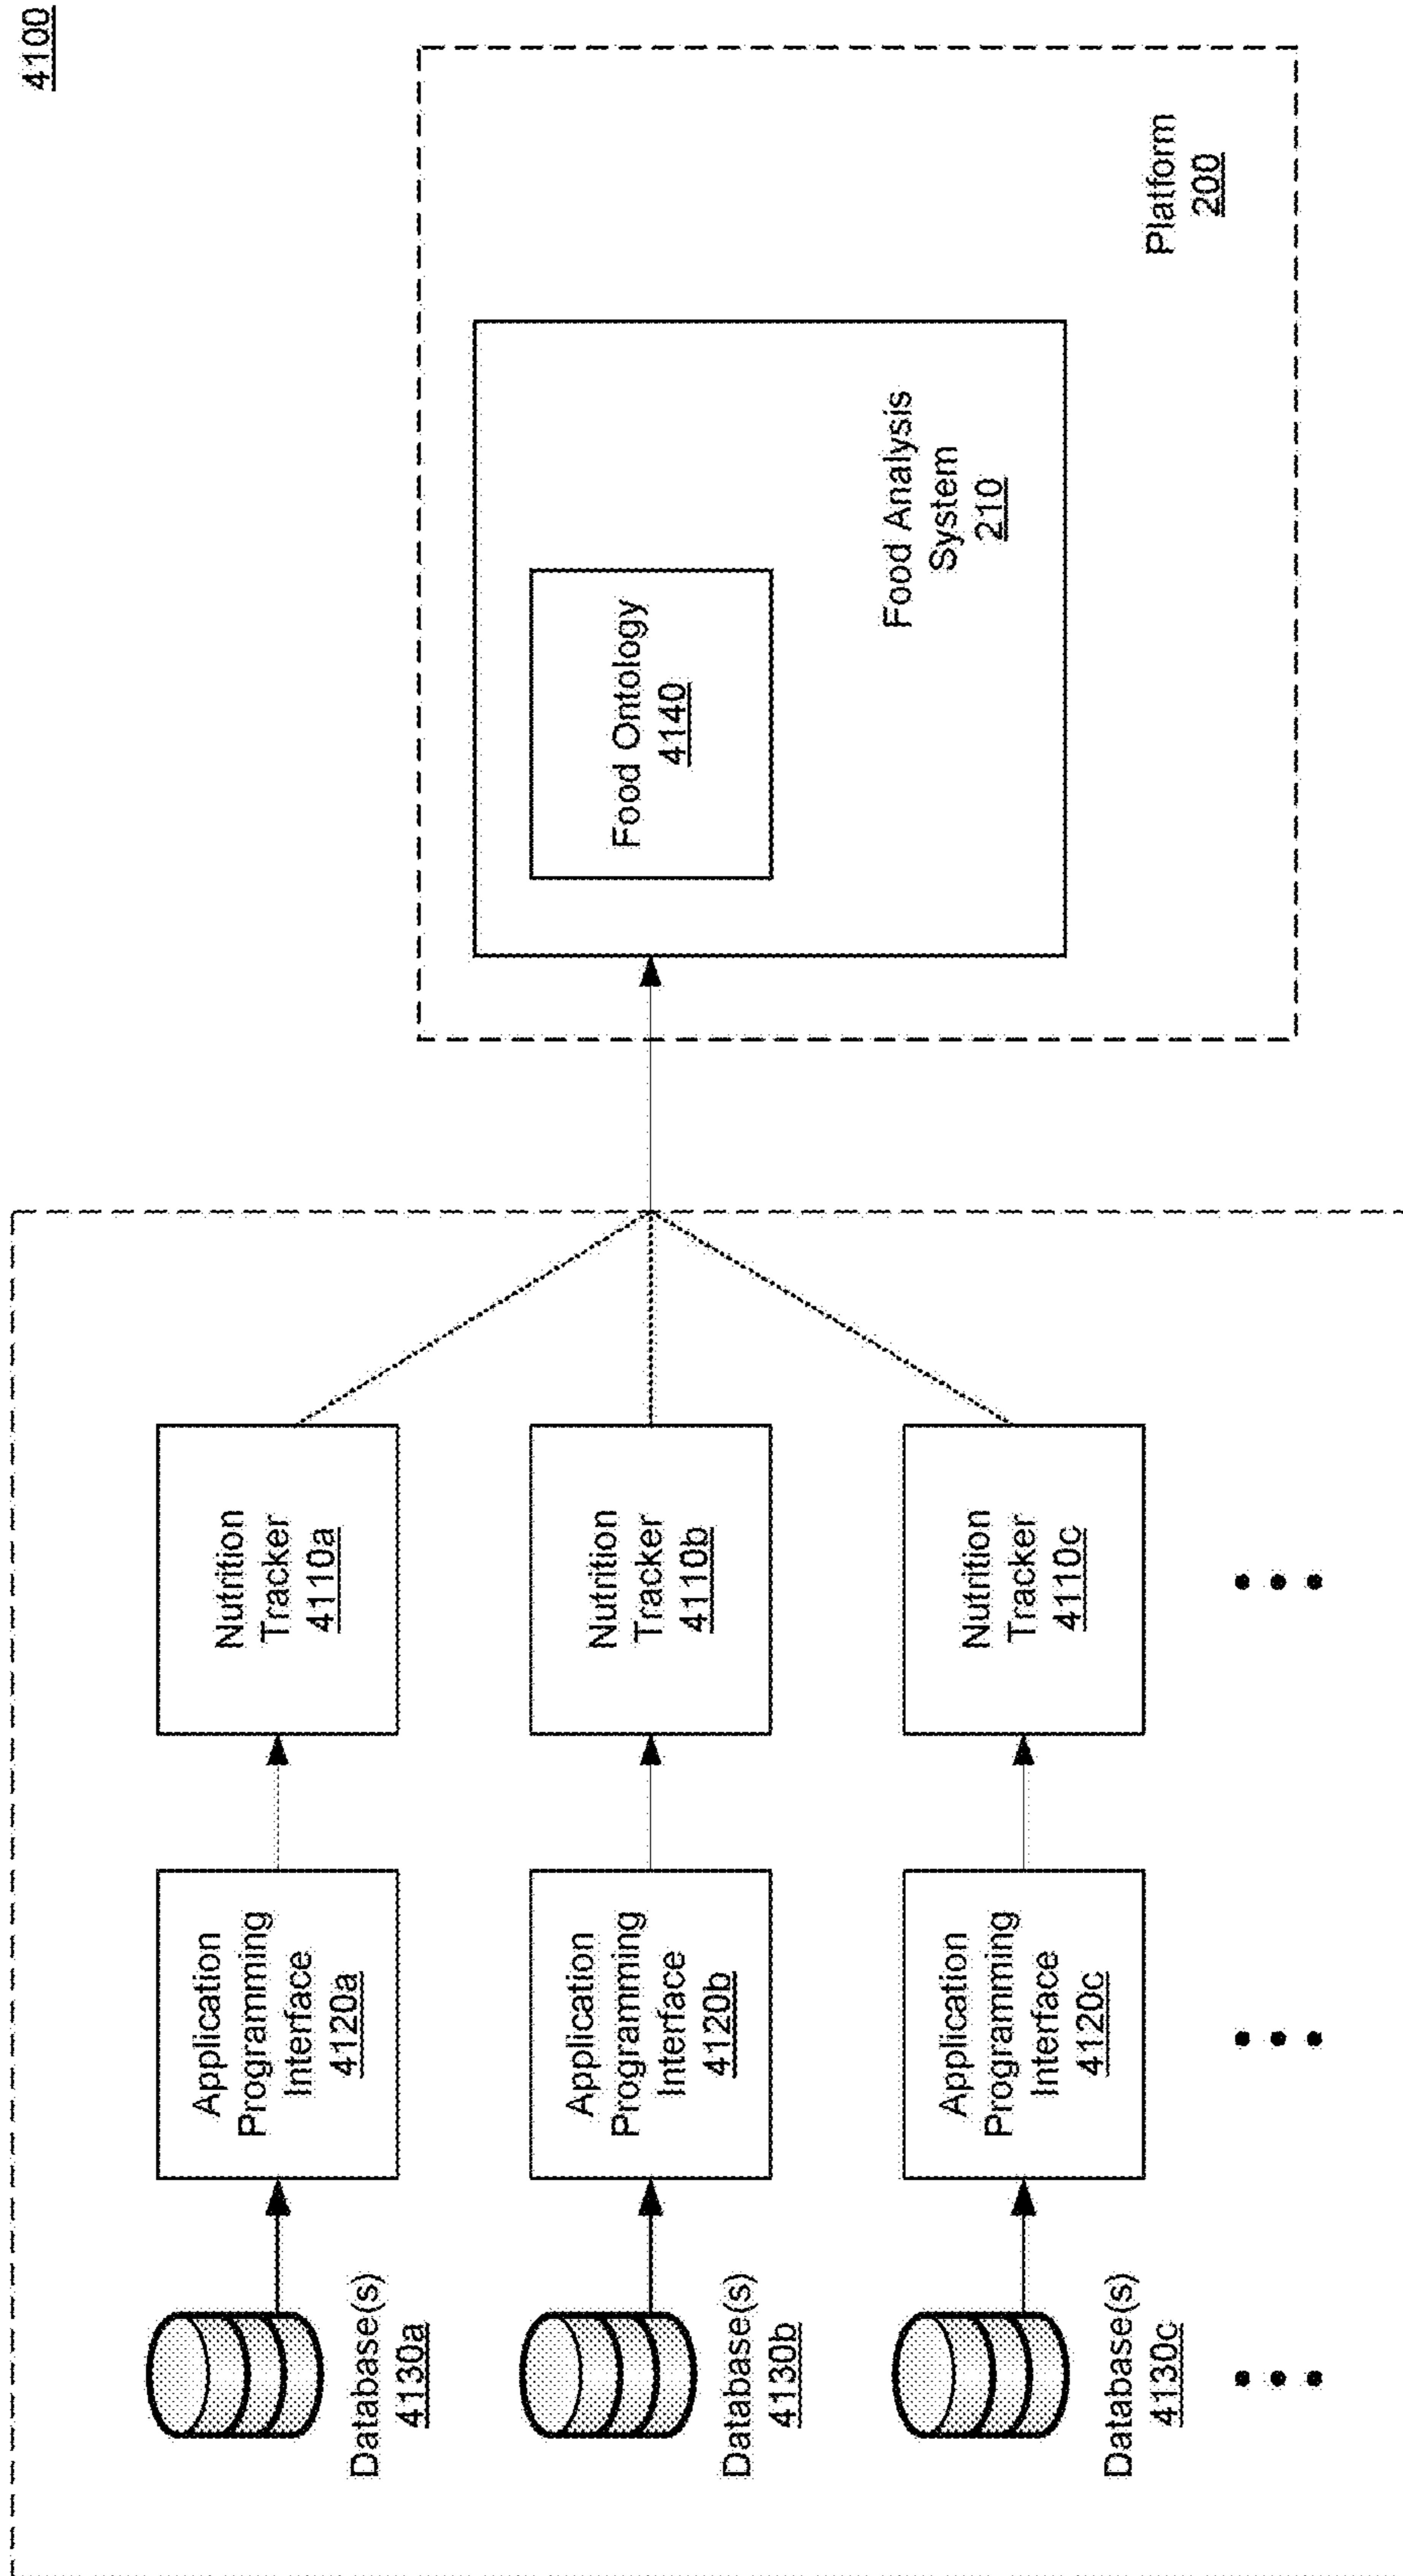 4100
Database(s)
4130a
Application
Programming
Interface
4120a
Nutrition
Tracker
4110a
Database(s)
4130b
Application
Programming
Interface
4120b
Nutrition
Tracker
4110b
Database(s)
4130c
Application
Programming
Interface
4120c
Nutrition
Tracker
4110c
Food Ontology
4140
Food Analysis
System
210
Platform
200